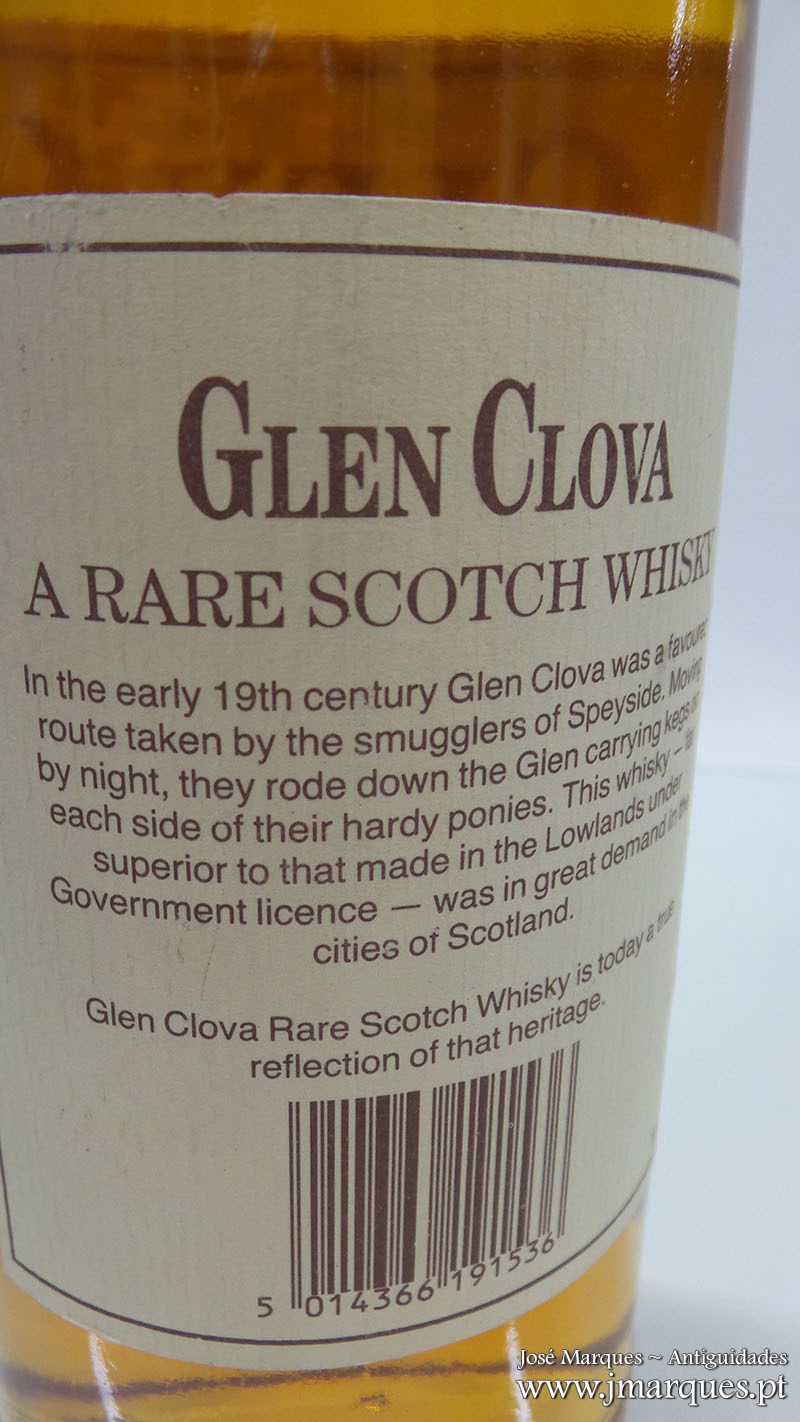 GLEN CLOVA
A RARE SCOTCH WHISKY
In the early 19th century Glen Clova was a favoured
route taken by the smugglers of Speyside. Moving
by night, they rode down the Glen carrying kegs on
each side of their hardy ponies. This whisky – far
superior to that made in the Lowlands under
Government licence — was in great demand in the
cities of Scotland.
Glen Clova Rare Scotch Whisky is today a true
reflection of that heritage.
5 014366 191536
José Marques ~ Antiguidades
www.jmarques.pt